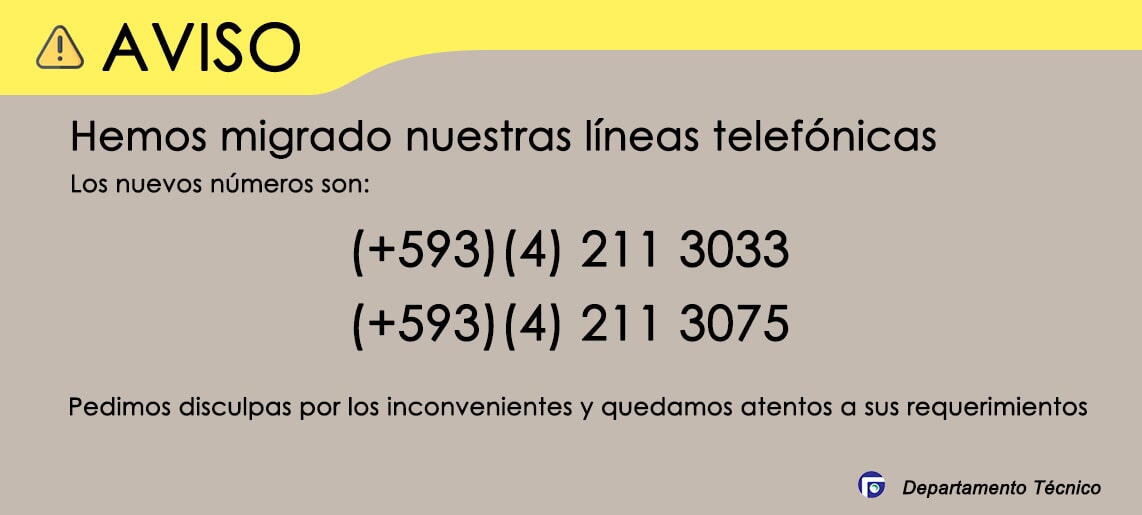 AVISO
Hemos migrado nuestras líneas telefónicas
Los nuevos números son:
(+593)(4) 211 3033
(+593)(4) 211 3075
Pedimos disculpas por los inconvenientes y quedamos atentos a sus requerimientos
Departamento Técnico